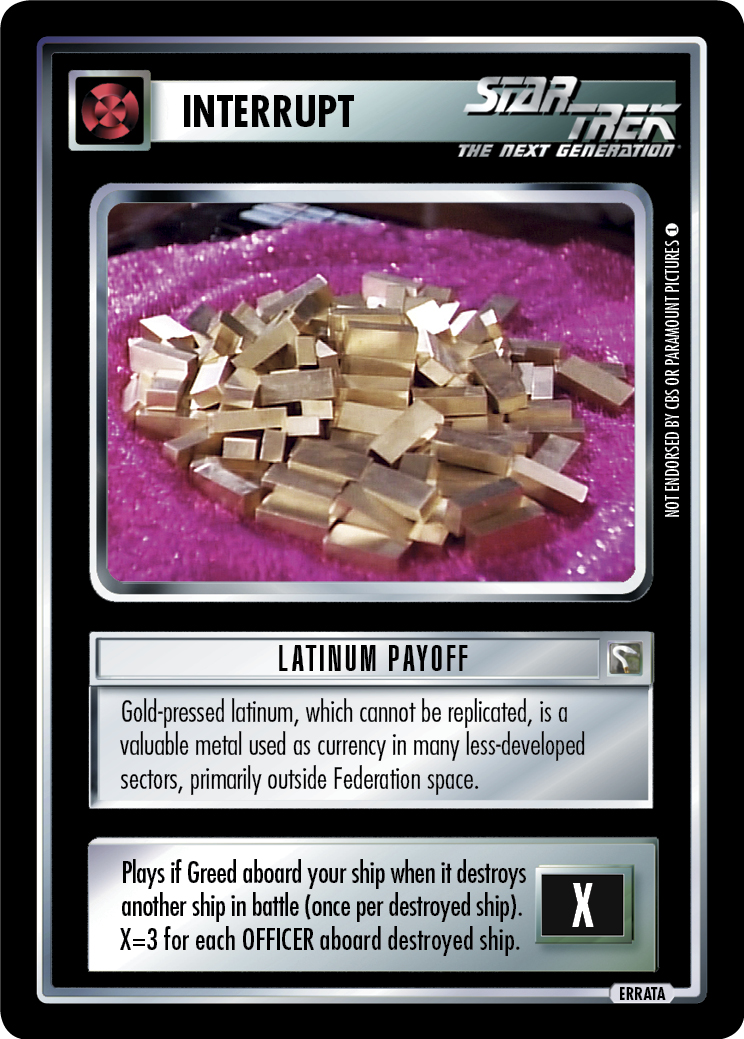 INTERRUPT
STAR TREK
THE NEXT GENERATION
NOT ENDORSED BY CBS OR PARAMOUNT PICTURES 1
LATINUM PAYOFF
Gold-pressed latinum, which cannot be replicated, is a
valuable metal used as currency in many less-developed
sectors, primarily outside Federation space.
Plays if Greed aboard your ship when it destroys
another ship in battle (once per destroyed ship).
X=3 for each OFFICER aboard destroyed ship.
X
ERRATA